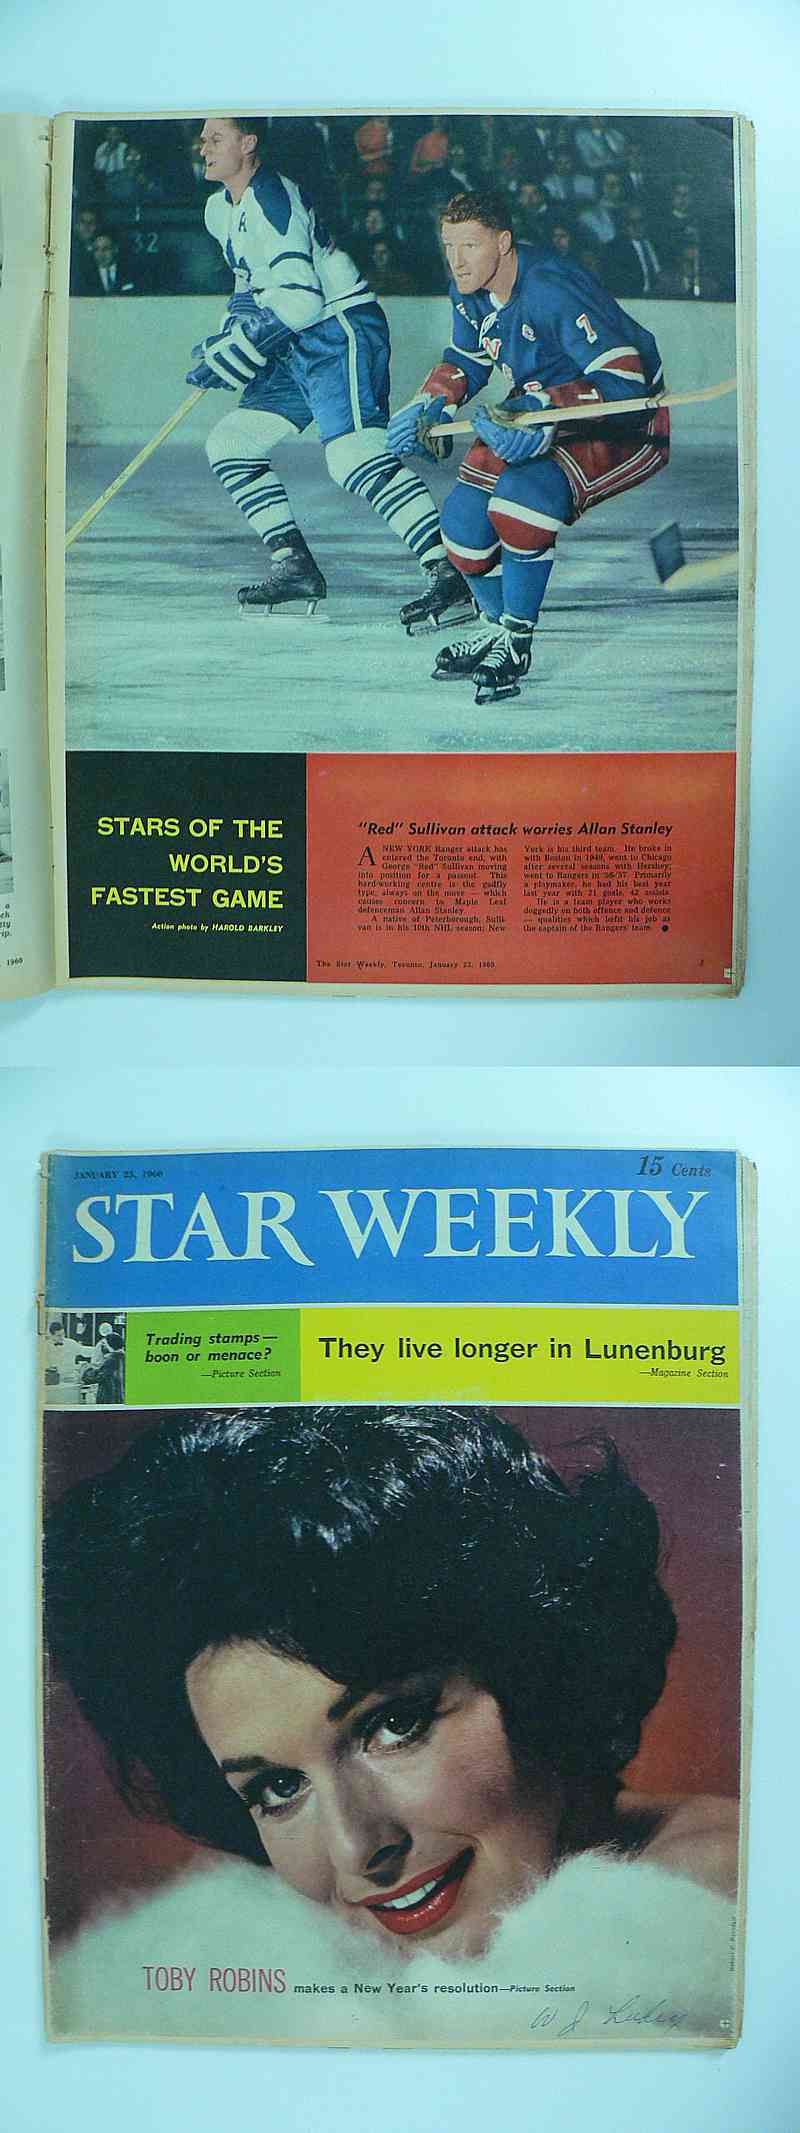 32
A
7
7
7
STARS OF THE
WORLD'S
FASTEST GAME
Action photo by HAROLD BARKLEY
"Red" Sullivan attack worries Allan Stanley
A NEW YORK Ranger attack has
entered the Toronto end, with
George "Red" Sullivan moving
into position for a passout. This
hard-working centre is the gadfly
type, always on the move — which
causes concern to Maple Leaf
defenceman Allan Stanley.
A native of Peterborough, Sulli-
van is in his 10th NHL season; New
York is his third team. He broke in
with Boston in 1949, went to Chicago
after several seasons with Hershey;
went to Rangers in '56-'57. Primarily
a playmaker, he had his best year
last year with 21 goals, 42 assists.
He is a team player who works
doggedly on both offence and defence
— qualities which left his job as
the captain of the Rangers' team.
The Star Weekly, Toronto, January 23, 1960
1960
JANUARY 23, 1960
15 Cents
STAR WEEKLY
Trading stamps—
boon or menace?
—Picture Section
They live longer in Lunenburg
—Magazine Section
TOBY ROBINS makes a New Year's resolution—Picture Section
W J